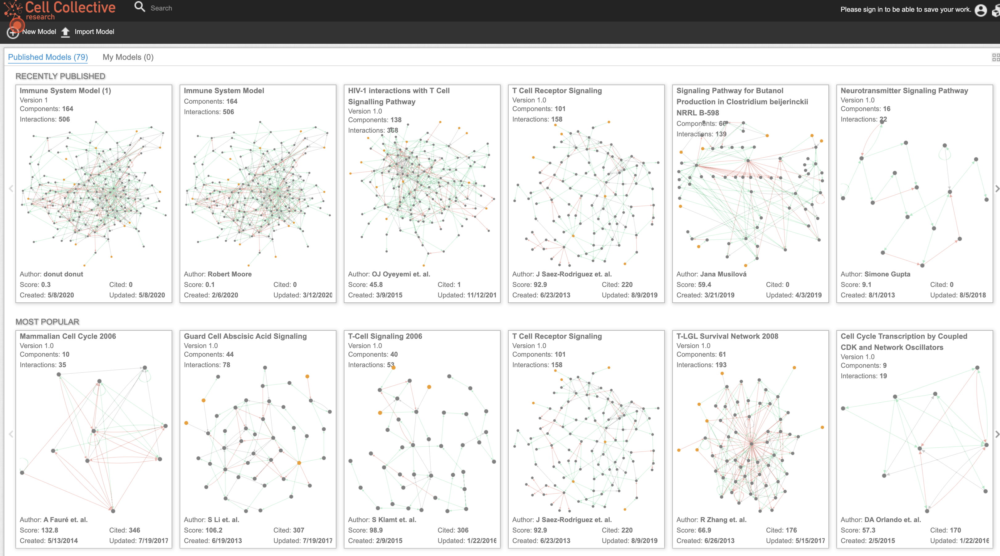 Cell Collective
research
Search
Please sign in to be able to save your work.
New Model
Import Model
Published Models (79)
My Models (0)
RECENTLY PUBLISHED
Immune System Model (1)
Version 1
Components: 164
Interactions: 506
Author: donut donut
Score: 0.3
Cited: 0
Created: 5/8/2020
Updated: 5/8/2020
Immune System Model
Components: 164
Interactions: 506
Author: Robert Moore
Score: 0.1
Cited: 0
Created: 2/6/2020
Updated: 3/12/2020
HIV-1 interactions with T Cell
Signalling Pathway
Version 1.0
Components: 138
Interactions: 368
Author: OJ Oyeyemi et. al.
Score: 45.8
Cited: 1
Created: 3/9/2015
Updated: 11/12/201
T Cell Receptor Signaling
Version 1.0
Components: 101
Interactions: 158
Author: J Saez-Rodriguez et. al.
Score: 92.9
Cited: 220
Created: 6/23/2013
Updated: 8/9/2019
Signaling Pathway for Butanol
Production in Clostridium beijerinckii
NRRL B-598
Components: 66
Interactions: 139
Author: Jana Musilová
Score: 59.4
Cited: 0
Created: 3/21/2019
Updated: 4/3/2019
Neurotransmitter Signaling Pathway
Version 1.0
Components: 16
Interactions: 22
Author: Simone Gupta
Score: 9.1
Cited: 0
Created: 8/1/2013
Updated: 8/5/2018
MOST POPULAR
Mammalian Cell Cycle 2006
Version 1.0
Components: 10
Interactions: 35
Author: A Fauré et. al.
Score: 132.8
Cited: 346
Created: 5/13/2014
Updated: 7/19/2017
Guard Cell Abscisic Acid Signaling
Version 1.0
Components: 44
Interactions: 78
Author: S Li et. al.
Score: 106.2
Cited: 307
Created: 6/19/2013
Updated: 7/19/2017
T-Cell Signaling 2006
Version 1.0
Components: 40
Interactions: 53
Author: S Klamt et. al.
Score: 98.9
Cited: 306
Created: 2/9/2015
Updated: 1/22/2016
T Cell Receptor Signaling
Version 1.0
Components: 101
Interactions: 158
Author: J Saez-Rodriguez et. al.
Score: 92.9
Cited: 220
Created: 6/23/2013
Updated: 8/9/2019
T-LGL Survival Network 2008
Version 1.0
Components: 61
Interactions: 193
Author: R Zhang et. al.
Score: 66.9
Cited: 176
Created: 6/26/2013
Updated: 5/15/2017
Cell Cycle Transcription by Coupled
CDK and Network Oscillators
Version 1.0
Components: 9
Interactions: 19
Author: DA Orlando et. al.
Score: 57.3
Cited: 170
Created: 2/5/2015
Updated: 1/22/2016